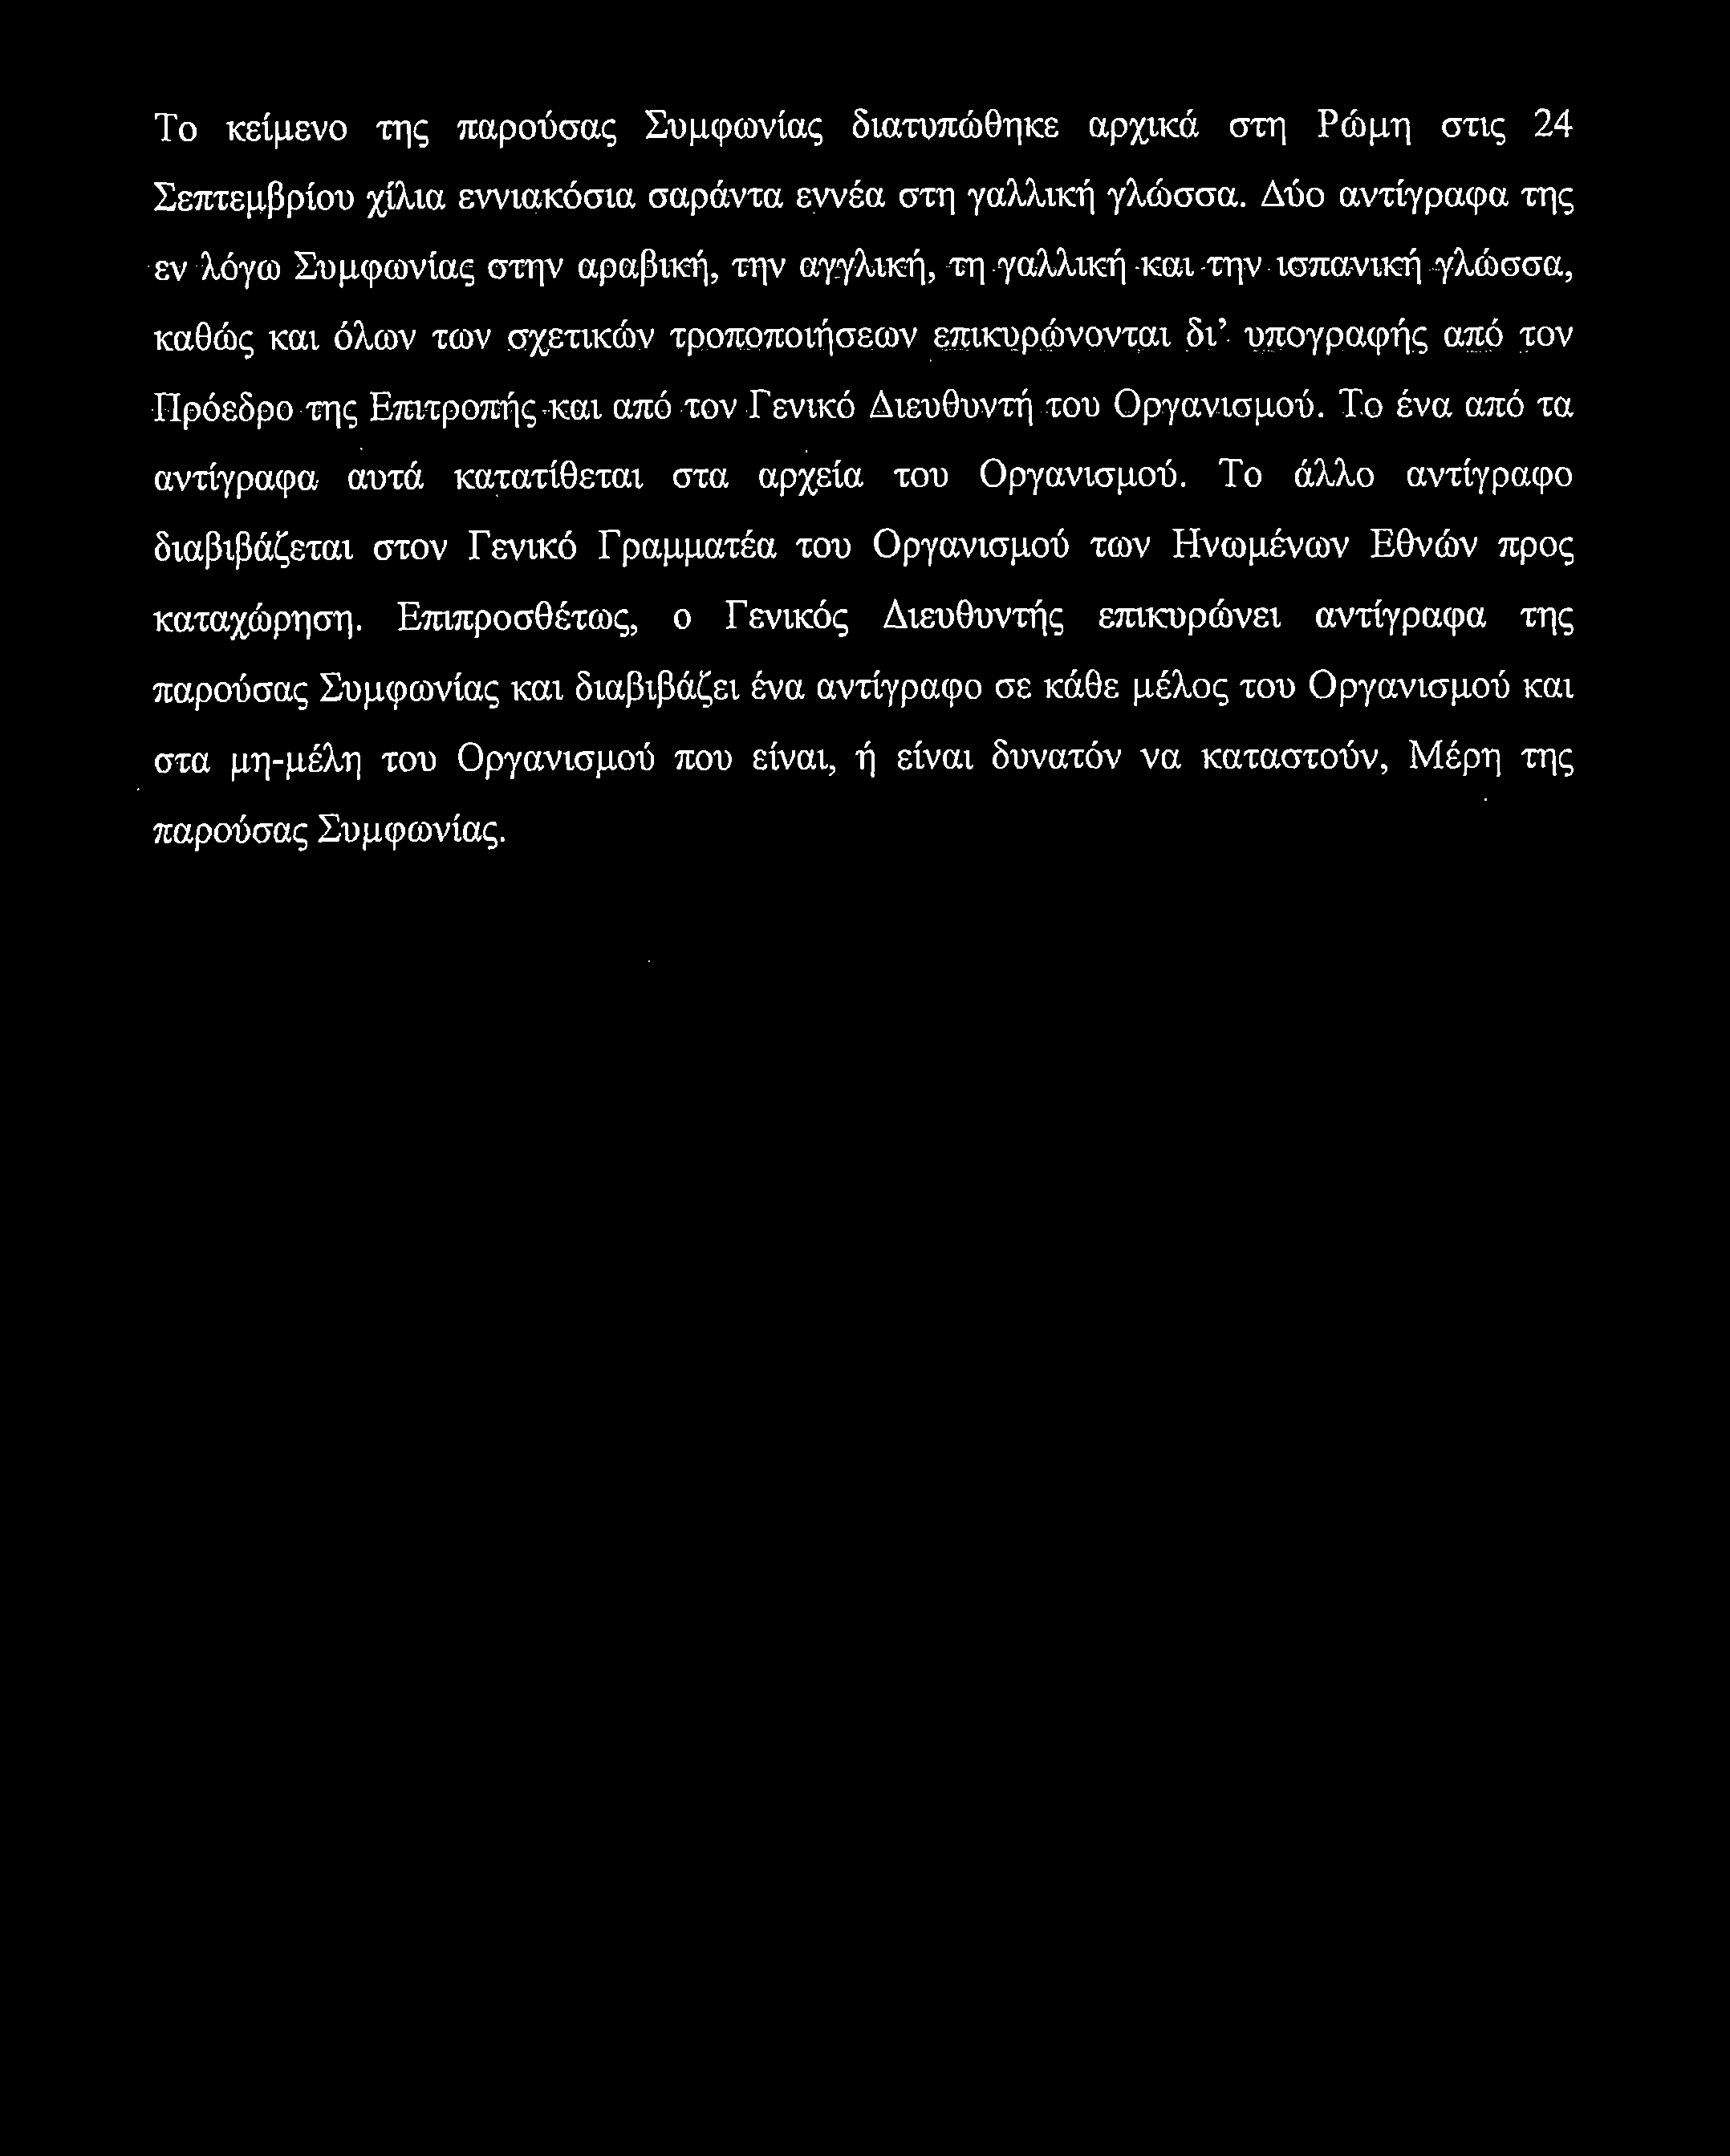 Το κείμενο της παρούσας Συμφωνίας διατυπώθηκε αρχικά στη Ρώμη στις 24
Σεπτεμβρίου χίλια εννιακόσια σαράντα εννέα στη γαλλική γλώσσα. Δύο αντίγραφα της
εν λόγω Συμφωνίας στην αραβική, την αγγλική, τη γαλλική και την ισπανική γλώσσα,
καθώς και όλων των σχετικών τροποποιήσεων επικυρώνονται δι’ υπογραφής από τον
Πρόεδρο της Επιτροπής και από τον Γενικό Διευθυντή του Οργανισμού. Το ένα από τα
αντίγραφα αυτά κατατίθεται στα αρχεία του Οργανισμού. Το άλλο αντίγραφο
διαβιβάζεται στον Γενικό Γραμματέα του Οργανισμού των Ηνωμένων Εθνών προς
καταχώρηση. Επιπροσθέτως, ο Γενικός Διευθυντής επικυρώνει αντίγραφα της
παρούσας Συμφωνίας και διαβιβάζει ένα αντίγραφο σε κάθε μέλος του Οργανισμού και
στα μη-μέλη του Οργανισμού που είναι, ή είναι δυνατόν να καταστούν, Μέρη της
παρούσας Συμφωνίας.